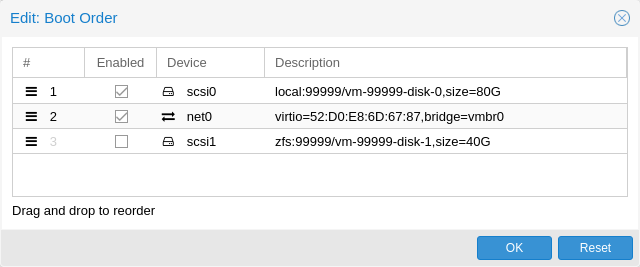 Edit: Boot Order
# Enabled Device Description
1 scsi0 local:99999/vm-99999-disk-0,size=80G
2 net0 virtio=52:D0:E8:6D:67:87,bridge=vmbr0
3 scsi1 zfs:99999/vm-99999-disk-1,size=40G
Drag and drop to reorder
OK Reset